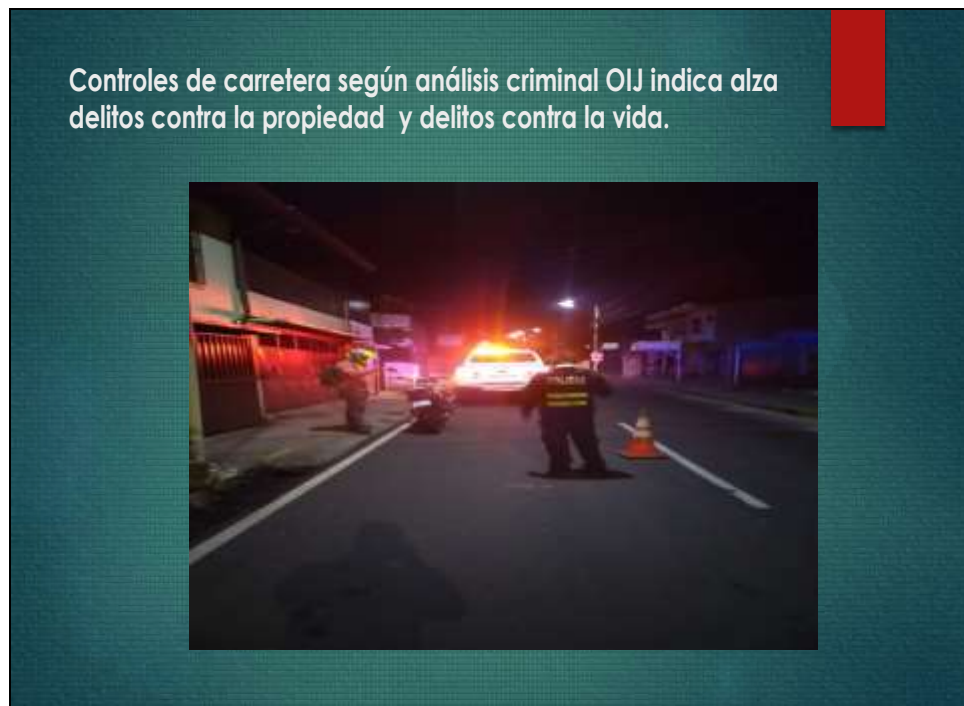 Controles de carretera según análisis criminal OIJ indica alza
delitos contra la propiedad  y delitos contra la vida.